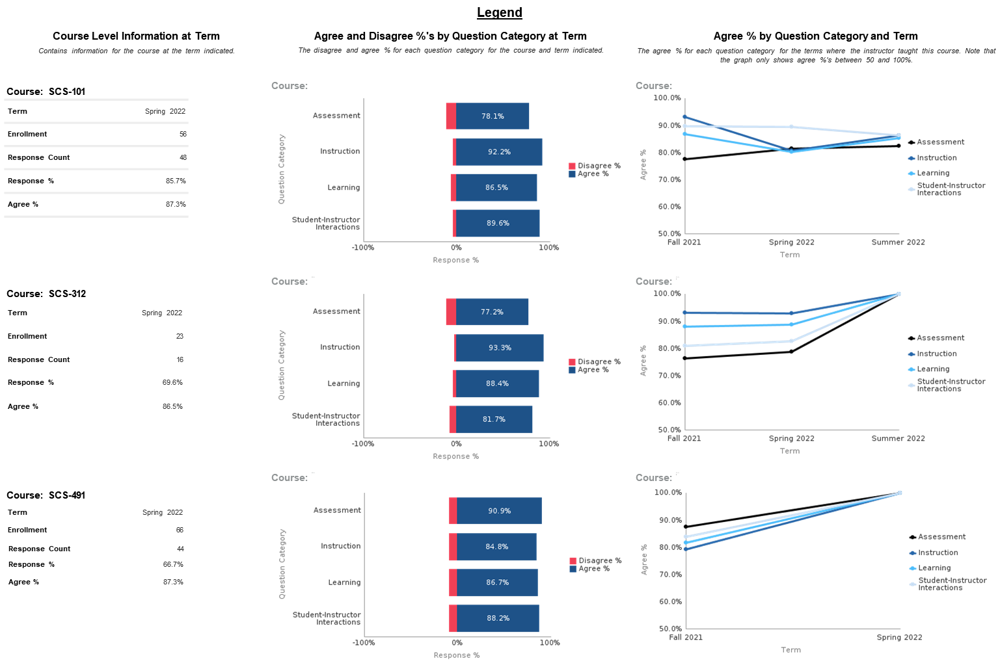 Legend
Course Level Information at Term
Contains information for the course at the term indicated.
Agree and Disagree %'s by Question Category at Term
The disagree and agree % for each question category for the course and term indicated.
Agree % by Question Category and Term
The agree % for each question category for the terms where the instructor taught this course. Note that
the graph only shows agree %'s between 50 and 100%.
Course: SCS-101
Term Spring 2022
Enrollment 56
Response Count 48
Response % 85.7%
Agree % 87.3%
Course:
Question Category
Assessment 78.1%
Instruction 92.2%
Learning 86.5%
Student-Instructor
Interactions 89.6%
-100% 0% 100%
Response %
Disagree %
Agree %
Course:
Agree %
100.0%
90.0%
80.0%
70.0%
60.0%
50.0%
Fall 2021 Spring 2022 Summer 2022
Term
Assessment
Instruction
Learning
Student-Instructor
Interactions
Course: SCS-312
Term Spring 2022
Enrollment 23
Response Count 16
Response % 69.6%
Agree % 86.5%
Course:
Question Category
Assessment 77.2%
Instruction 93.3%
Learning 88.4%
Student-Instructor
Interactions 81.7%
-100% 0% 100%
Response %
Disagree %
Agree %
Course:
Agree %
100.0%
90.0%
80.0%
70.0%
60.0%
50.0%
Fall 2021 Spring 2022 Summer 2022
Term
Assessment
Instruction
Learning
Student-Instructor
Interactions
Course: SCS-491
Term Spring 2022
Enrollment 66
Response Count 44
Response % 66.7%
Agree % 87.3%
Course:
Question Category
Assessment 90.9%
Instruction 84.8%
Learning 86.7%
Student-Instructor
Interactions 88.2%
-100% 0% 100%
Response %
Disagree %
Agree %
Course:
Agree %
100.0%
90.0%
80.0%
70.0%
60.0%
50.0%
Fall 2021 Spring 2022
Term
Assessment
Instruction
Learning
Student-Instructor
Interactions